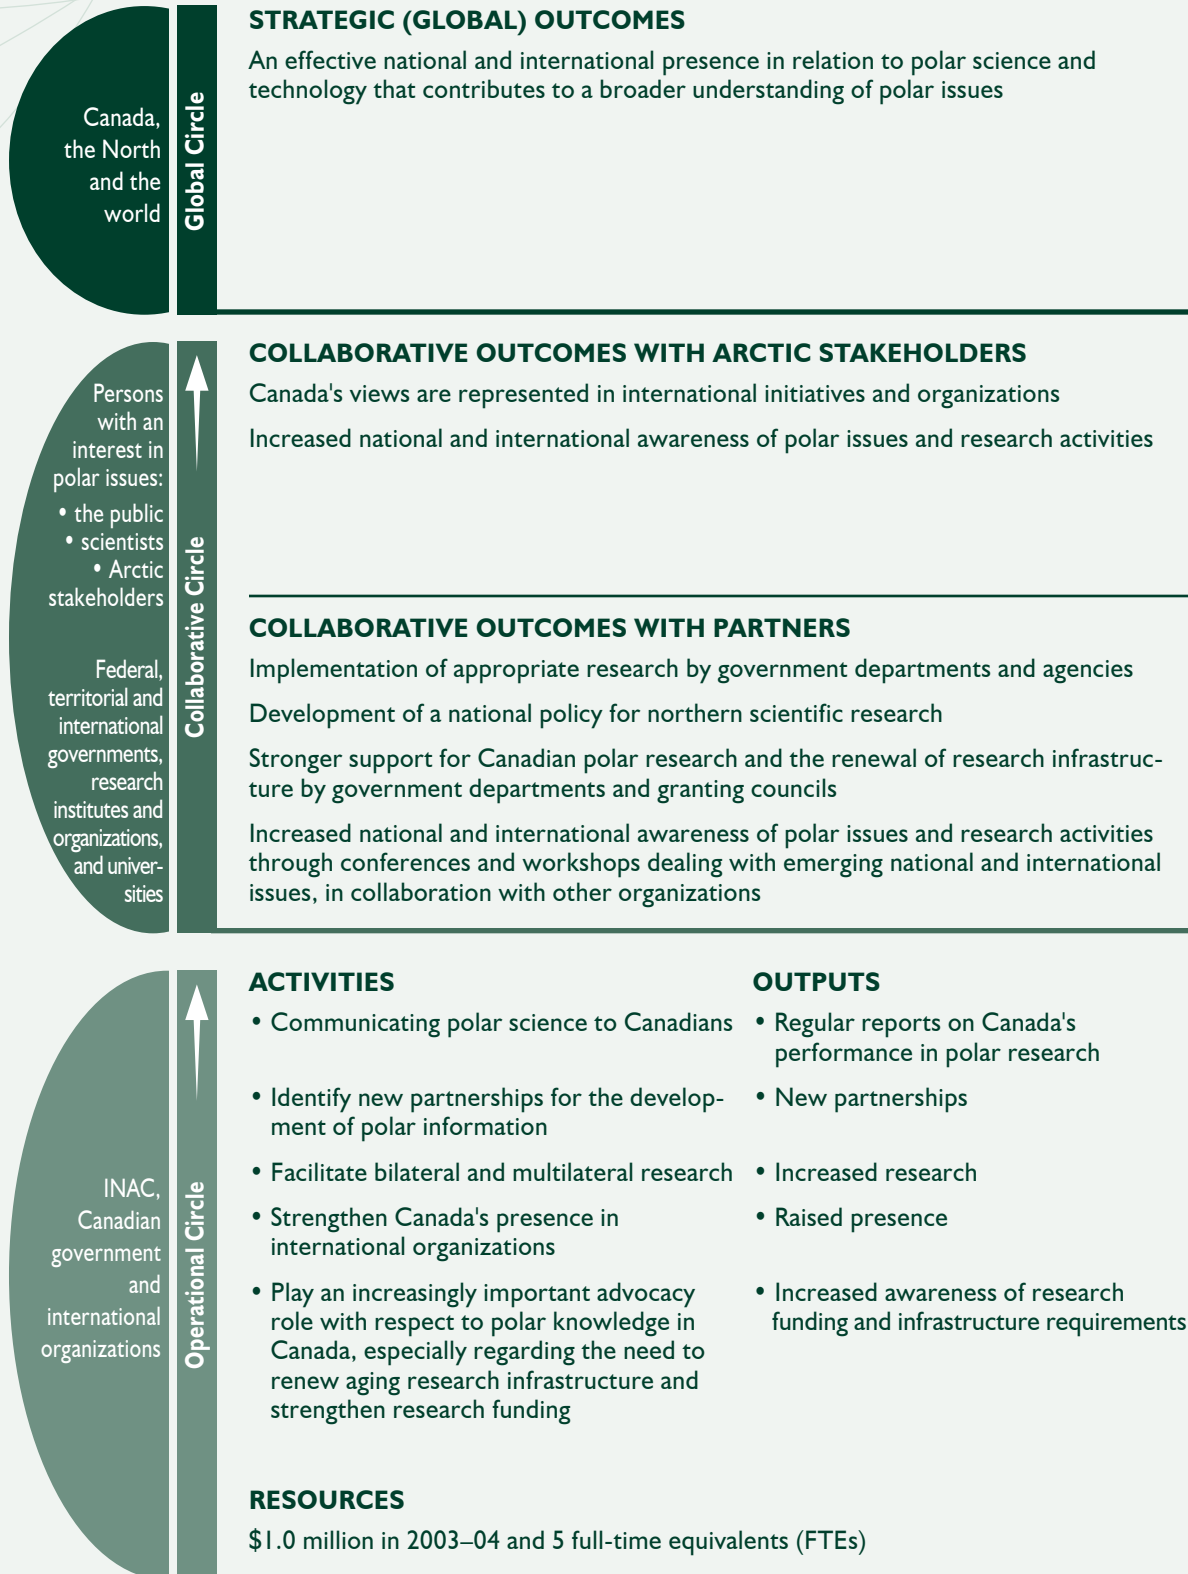 STRATEGIC (GLOBAL) OUTCOMES
An effective national and international presence in relation to polar science and
technology that contributes to a broader understanding of polar issues
Canada,
the North
and the
world
Global Circle
COLLABORATIVE OUTCOMES WITH ARCTIC STAKEHOLDERS
Canada's views are represented in international initiatives and organizations
Increased national and international awareness of polar issues and research activities
Persons
with an
interest in
polar issues:
• the public
• scientists
• Arctic
stakeholders
Collaborative Circle
COLLABORATIVE OUTCOMES WITH PARTNERS
Implementation of appropriate research by government departments and agencies
Development of a national policy for northern scientific research
Stronger support for Canadian polar research and the renewal of research infrastruc-
ture by government departments and granting councils
Increased national and international awareness of polar issues and research activities
through conferences and workshops dealing with emerging national and international
issues, in collaboration with other organizations
Federal,
territorial and
international
governments,
research
institutes and
organizations,
and univer-
sities
ACTIVITIES
• Communicating polar science to Canadians
• Identify new partnerships for the develop-
ment of polar information
• Facilitate bilateral and multilateral research
• Strengthen Canada's presence in
international organizations
• Play an increasingly important advocacy
role with respect to polar knowledge in
Canada, especially regarding the need to
renew aging research infrastructure and
strengthen research funding
OUTPUTS
• Regular reports on Canada's
performance in polar research
• New partnerships
• Increased research
• Raised presence
• Increased awareness of research
funding and infrastructure requirements
INAC,
Canadian
government
and
international
organizations
Operational Circle
RESOURCES
$1.0 million in 2003–04 and 5 full-time equivalents (FTEs)